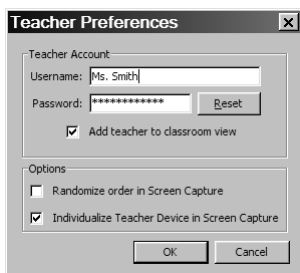 Teacher Preferences
Teacher Account
Username: Ms. Smith
Password: ************ Reset
Add teacher to classroom view
Options
Randomize order in Screen Capture
Individualize Teacher Device in Screen Capture
OK Cancel